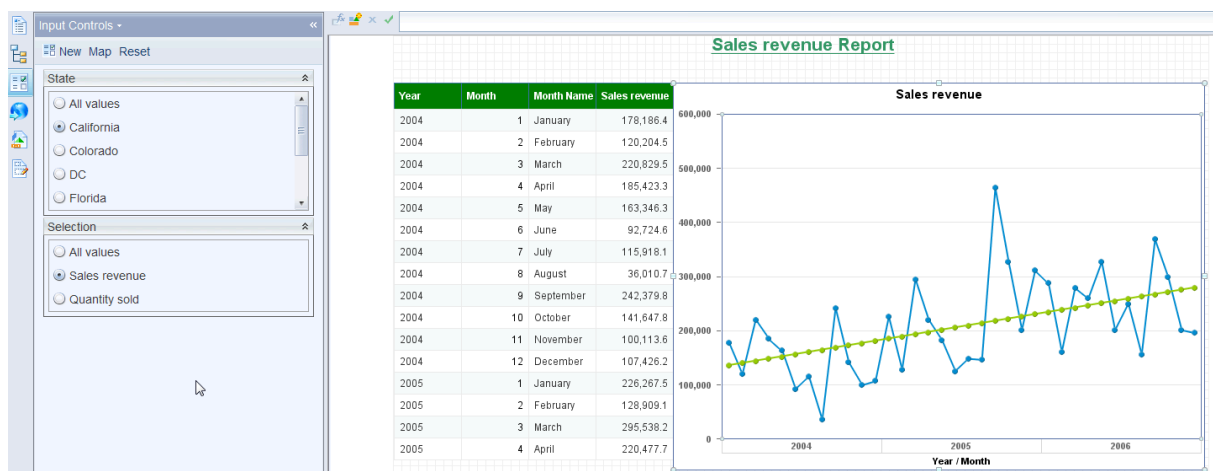 Input Controls
New Map Reset
State
All values
California
Colorado
DC
Florida
Selection
All values
Sales revenue
Quantity sold
Sales revenue Report
Year Month Month Name Sales revenue
2004 1 January 178,186.4
2004 2 February 120,204.5
2004 3 March 220,829.5
2004 4 April 185,423.3
2004 5 May 163,346.3
2004 6 June 92,724.6
2004 7 July 115,918.1
2004 8 August 36,010.7
2004 9 September 242,379.8
2004 10 October 141,647.8
2004 11 November 100,113.6
2004 12 December 107,426.2
2005 1 January 226,267.5
2005 2 February 128,909.1
2005 3 March 295,538.2
2005 4 April 220,477.7
Sales revenue
600,000
500,000
400,000
300,000
200,000
100,000
0
2004 2005 2006
Year / Month